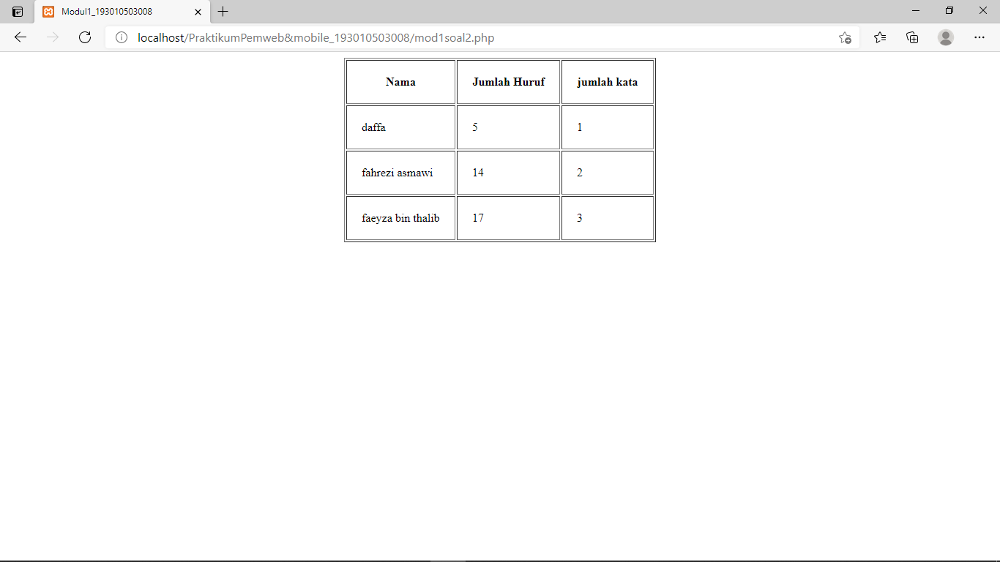 Modul1_193010503008
localhost/PraktikumPemweb&mobile_193010503008/mod1soal2.php
Nama Jumlah Huruf jumlah kata
daffa 5 1
fahrezi asmawi 14 2
faeyza bin thalib 17 3